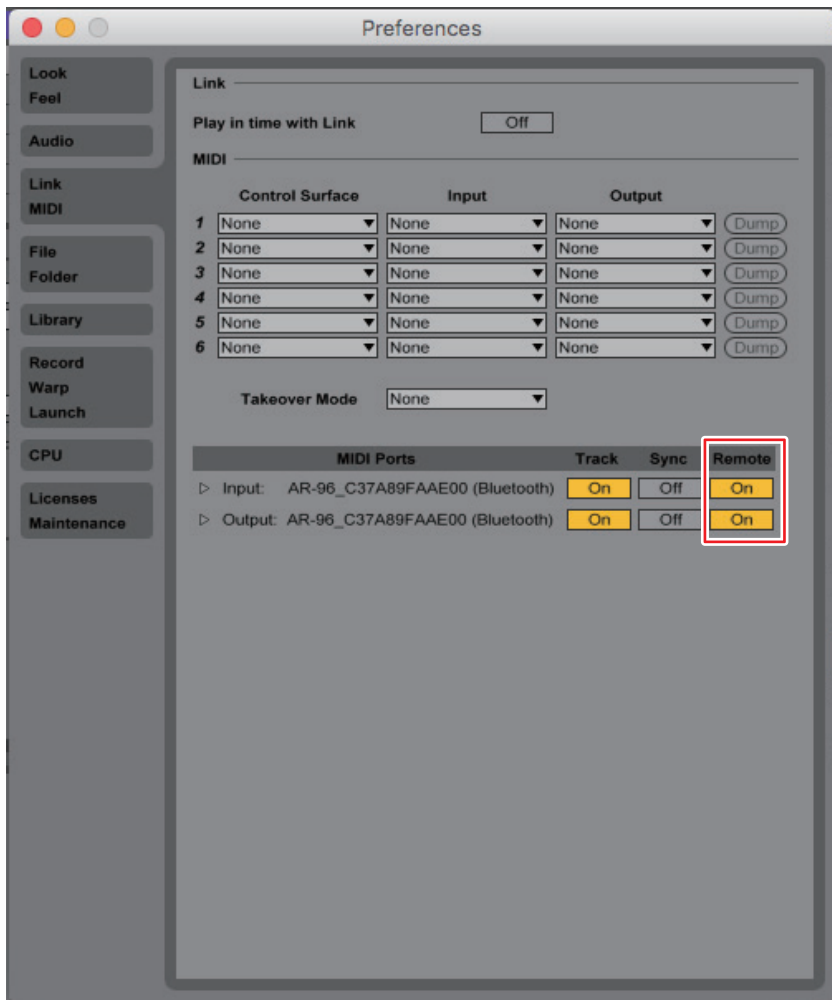 Preferences
Look
Feel
Audio
Link
MIDI
File
Folder
Library
Record
Warp
Launch
CPU
Licenses
Maintenance
Link
Play in time with Link Off
MIDI
Control Surface Input Output
1 None None None Dump
2 None None None Dump
3 None None None Dump
4 None None None Dump
5 None None None Dump
6 None None None Dump
Takeover Mode None
MIDI Ports Track Sync Remote
Input: AR-96_C37A89FAAE00 (Bluetooth) On Off On
Output: AR-96_C37A89FAAE00 (Bluetooth) On Off On